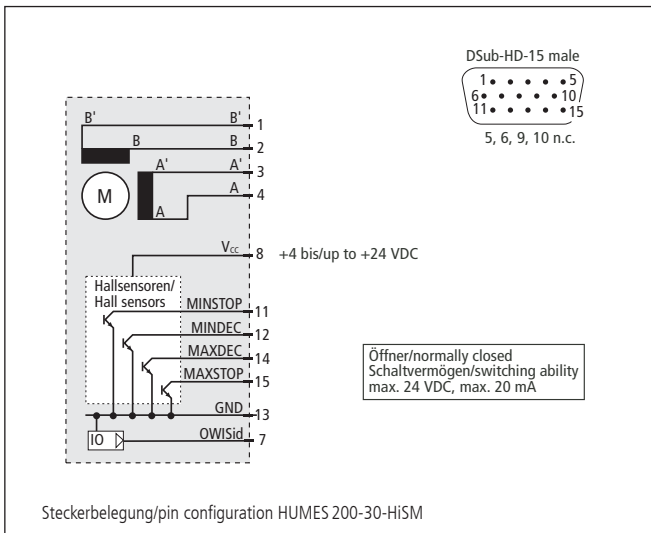 DSub-HD-15 male
1 5
6 10
11 15
5, 6, 9, 10 n.c.
B' B' 1
B B 2
A' A' 3
A A 4
M
Vcc 8 +4 bis/up to +24 VDC
Hallsensoren/
Hall sensors
MINSTOP 11
MINDEC 12
MAXDEC 14
MAXSTOP 15
GND 13
IO OWISid 7
Öffner/normally closed
Schaltvermögen/switching ability
max. 24 VDC, max. 20 mA
Steckerbelegung/pin configuration HUMES 200-30-HiSM